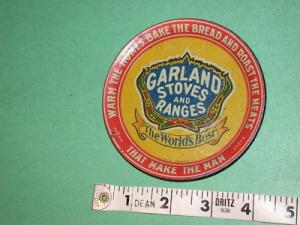 WARM THE HOMES, BAKE THE BREAD AND ROAST THE MEATS
GARLAND
STOVES
AND
RANGES
The World's Best
THAT MAKE THE MAN
1 DEAN 2 3 DRITZ 4 5